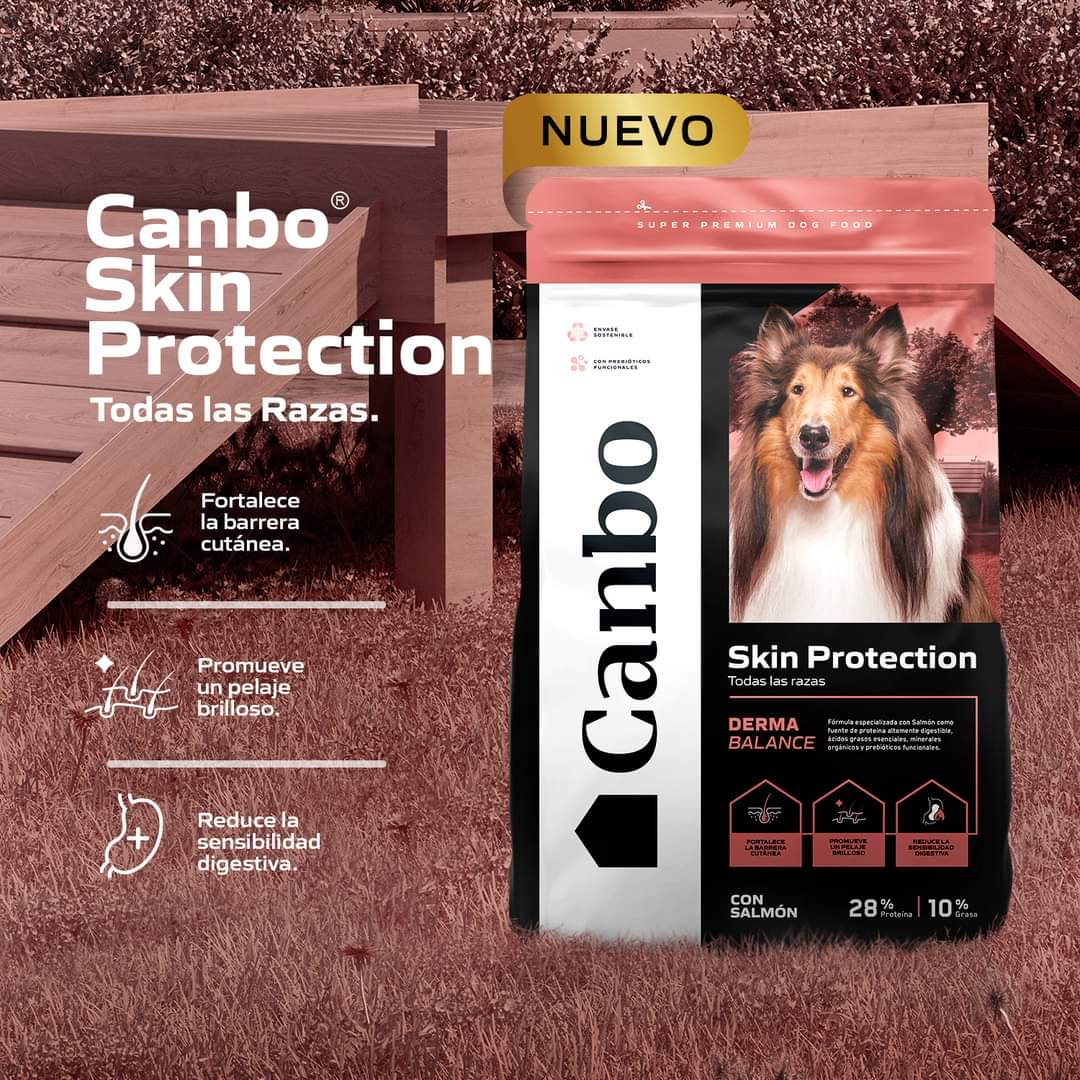 NUEVO
Canbo®
Skin
Protection
Todas las Razas.
Fortalece
la barrera
cutánea.
Promueve
un pelaje
brilloso.
Reduce la
sensibilidad
digestiva.
SUPER PREMIUM DOG FOOD
ENVASE
SOSTENIBLE
CON PREBIÓTICOS
FUNCIONALES
Canbo
Skin Protection
Todas las razas
DERMA
BALANCE
Fórmula especializada con Salmón como
fuente de proteína altamente digestible,
ácidos grasos esenciales, minerales
orgánicos y prebióticos funcionales.
FORTALECE
LA BARRERA
CUTÁNEA
PROMUEVE
UN PELAJE
BRILLOSO
REDUCE LA
SENSIBILIDAD
DIGESTIVA
CON
SALMÓN
28% Proteína | 10% Grasa